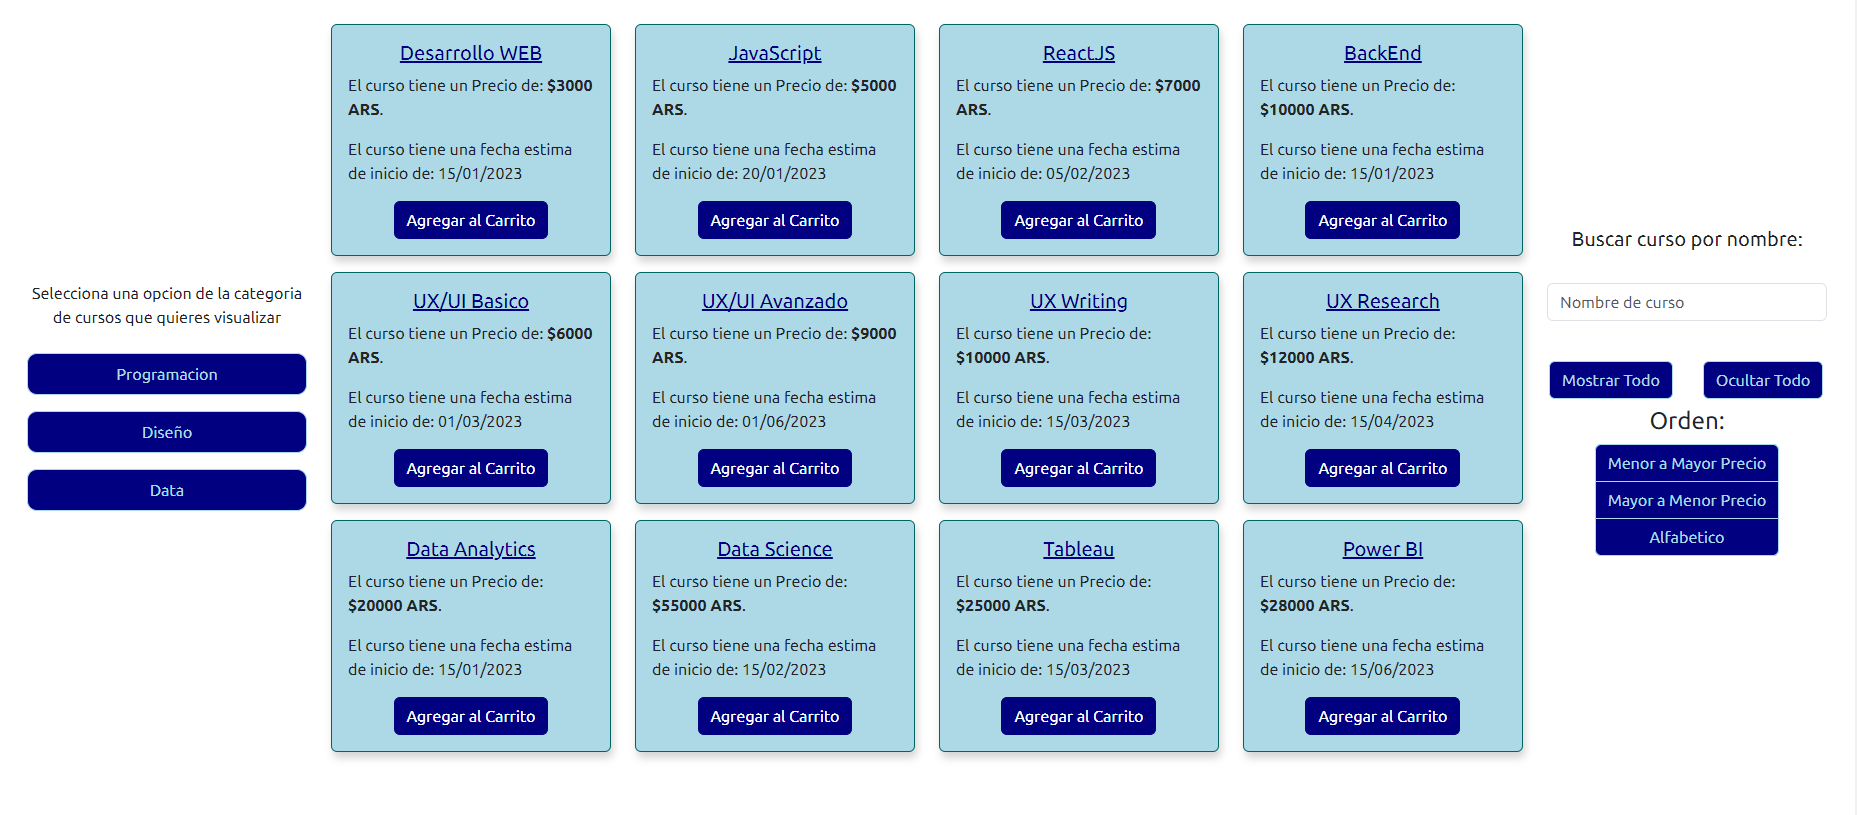 Selecciona una opcion de la categoria
de cursos que quieres visualizar
Programacion
Diseño
Data
Desarrollo WEB
El curso tiene un Precio de: $3000
ARS.
El curso tiene una fecha estima
de inicio de: 15/01/2023
Agregar al Carrito
JavaScript
El curso tiene un Precio de: $5000
ARS.
El curso tiene una fecha estima
de inicio de: 20/01/2023
Agregar al Carrito
ReactJS
El curso tiene un Precio de: $7000
ARS.
El curso tiene una fecha estima
de inicio de: 05/02/2023
Agregar al Carrito
BackEnd
El curso tiene un Precio de:
$10000 ARS.
El curso tiene una fecha estima
de inicio de: 15/01/2023
Agregar al Carrito
UX/UI Basico
El curso tiene un Precio de: $6000
ARS.
El curso tiene una fecha estima
de inicio de: 01/03/2023
Agregar al Carrito
UX/UI Avanzado
El curso tiene un Precio de: $9000
ARS.
El curso tiene una fecha estima
de inicio de: 01/06/2023
Agregar al Carrito
UX Writing
El curso tiene un Precio de:
$10000 ARS.
El curso tiene una fecha estima
de inicio de: 15/03/2023
Agregar al Carrito
UX Research
El curso tiene un Precio de:
$12000 ARS.
El curso tiene una fecha estima
de inicio de: 15/04/2023
Agregar al Carrito
Data Analytics
El curso tiene un Precio de:
$20000 ARS.
El curso tiene una fecha estima
de inicio de: 15/01/2023
Agregar al Carrito
Data Science
El curso tiene un Precio de:
$55000 ARS.
El curso tiene una fecha estima
de inicio de: 15/02/2023
Agregar al Carrito
Tableau
El curso tiene un Precio de:
$25000 ARS.
El curso tiene una fecha estima
de inicio de: 15/03/2023
Agregar al Carrito
Power BI
El curso tiene un Precio de:
$28000 ARS.
El curso tiene una fecha estima
de inicio de: 15/06/2023
Agregar al Carrito
Buscar curso por nombre:
Nombre de curso
Mostrar Todo
Ocultar Todo
Orden:
Menor a Mayor Precio
Mayor a Menor Precio
Alfabetico